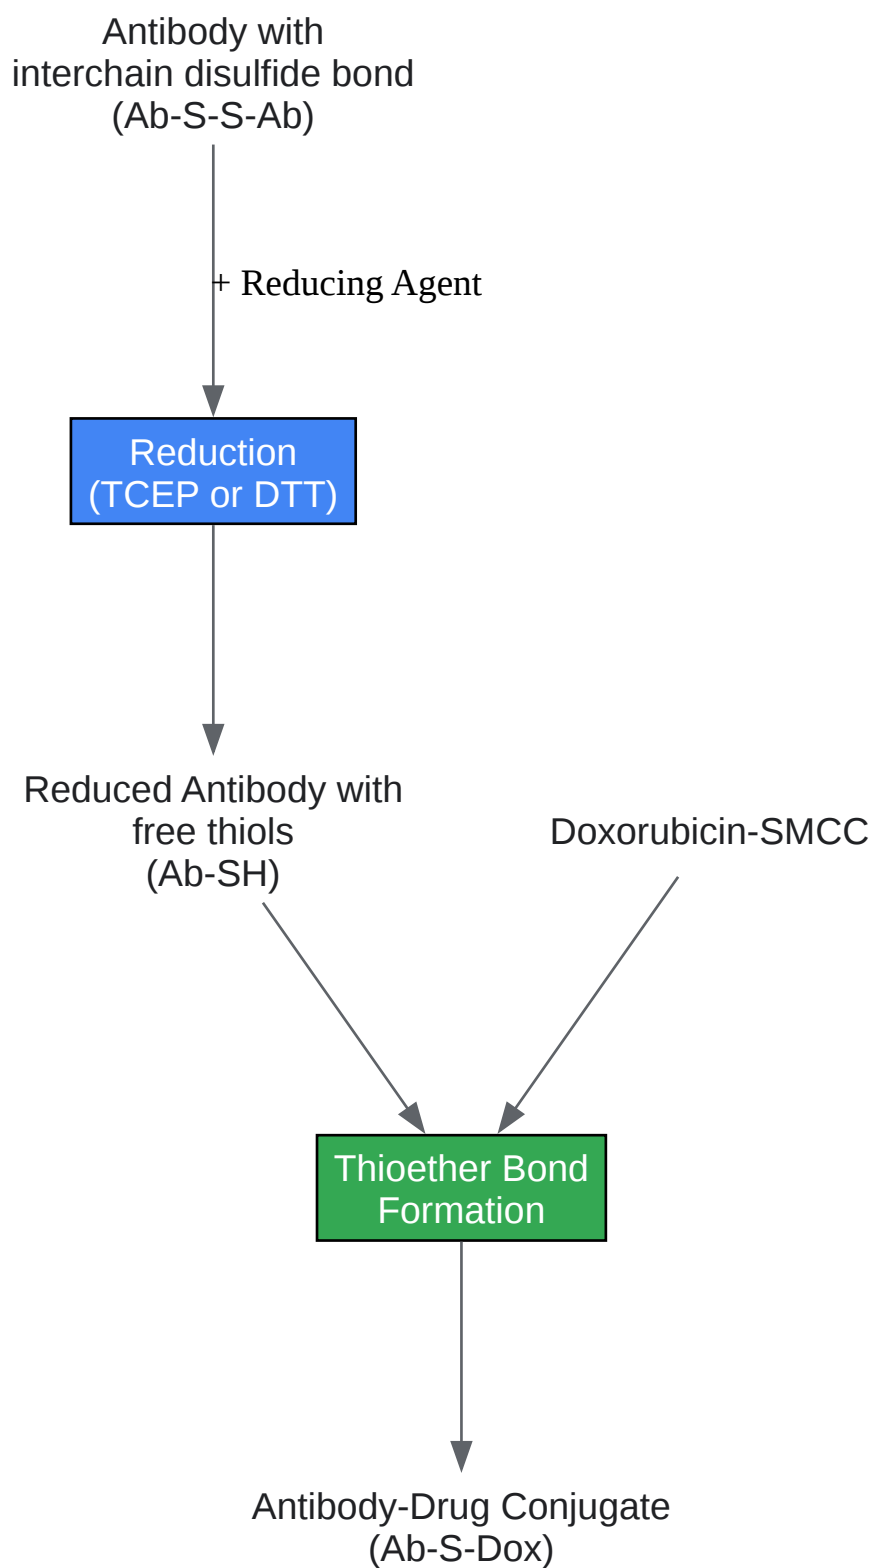 Antibody with
interchain disulfide bond
(Ab-S-S-Ab)
+ Reducing Agent
Reduction
(TCEP or DTT)
Reduced Antibody with
free thiols
(Ab-SH)
Doxorubicin-SMCC
Thioether Bond
Formation
Antibody-Drug Conjugate
(Ab-S-Dox)